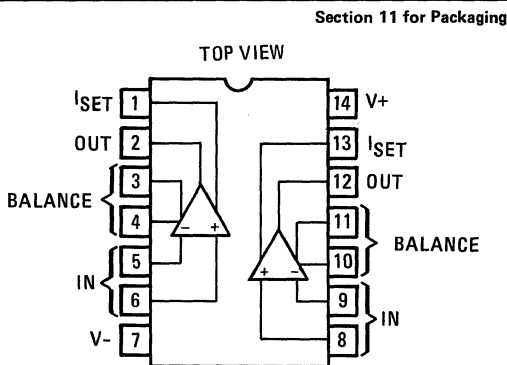 Section 11 for Packaging
TOP VIEW
ISET 1 14 V+
OUT 2 13 ISET
3 12 OUT
BALANCE
4 11
- + BALANCE
5 10
+ -
IN
6 9
IN
V- 7 8